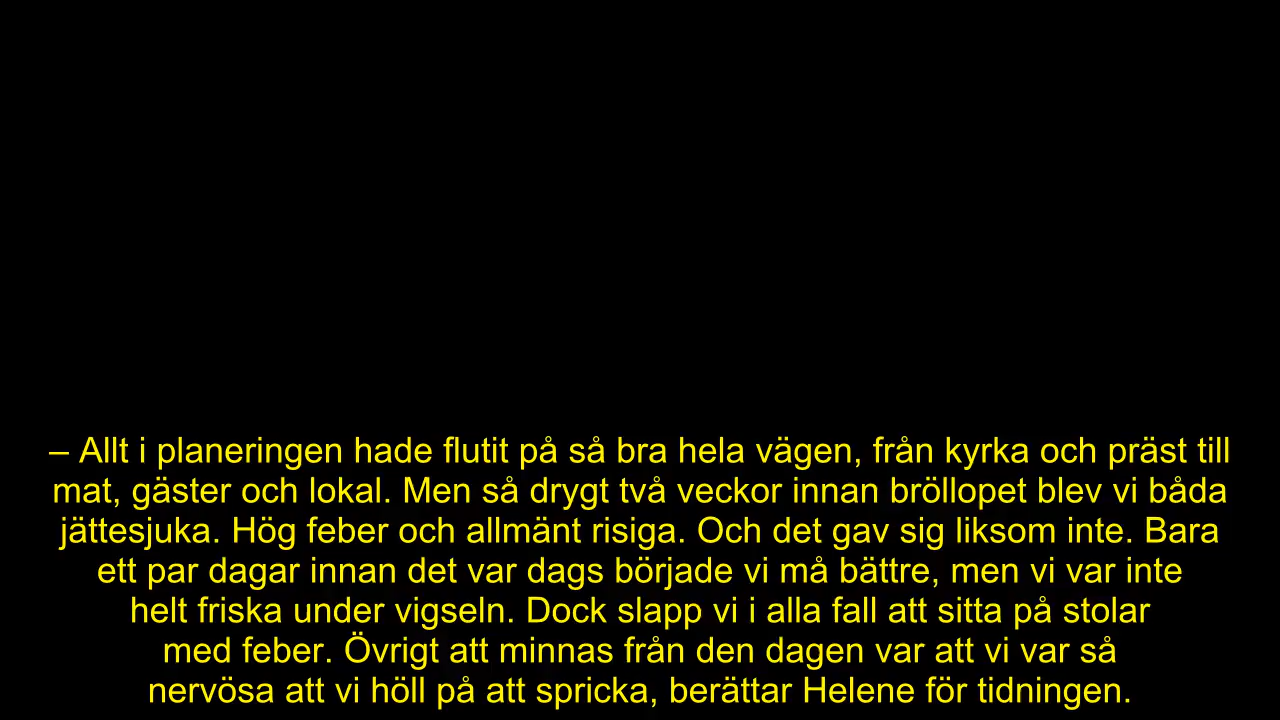 – Allt i planeringen hade flutit på så bra hela vägen, från kyrka och präst till
mat, gäster och lokal. Men så drygt två veckor innan bröllopet blev vi båda
jättesjuka. Hög feber och allmänt risiga. Och det gav sig liksom inte. Bara
ett par dagar innan det var dags började vi må bättre, men vi var inte
helt friska under vigseln. Dock slapp vi i alla fall att sitta på stolar
med feber. Övrigt att minnas från den dagen var att vi var så
nervösa att vi höll på att spricka, berättar Helene för tidningen.